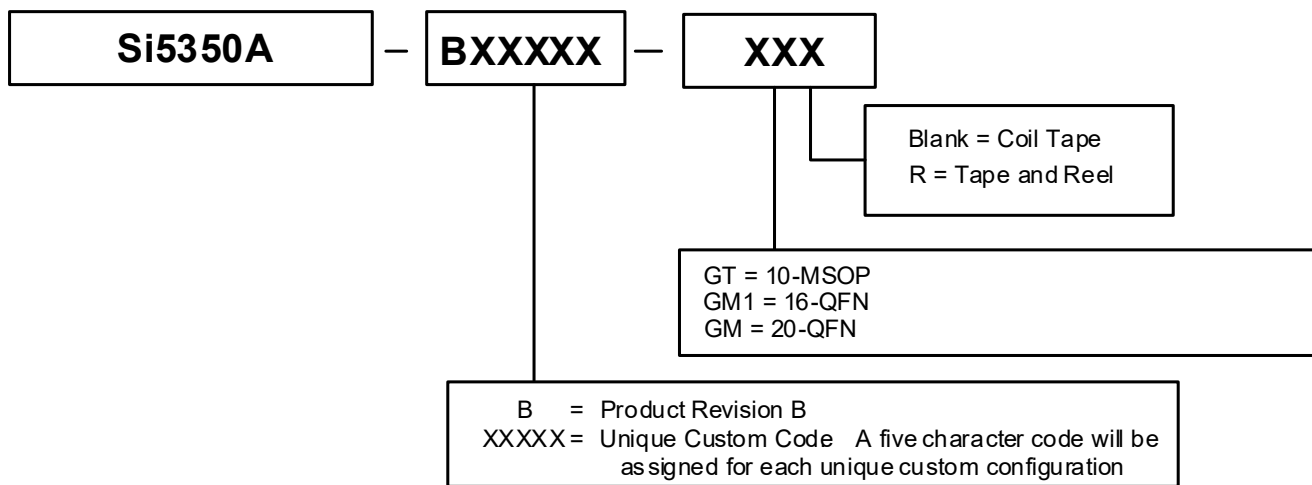 Si5350A – BXXXXX – XXX
Blank = Coil Tape
R = Tape and Reel
GT = 10-MSOP
GM1 = 16-QFN
GM = 20-QFN
B = Product Revision B
XXXXX = Unique Custom Code A five character code will be
assigned for each unique custom configuration